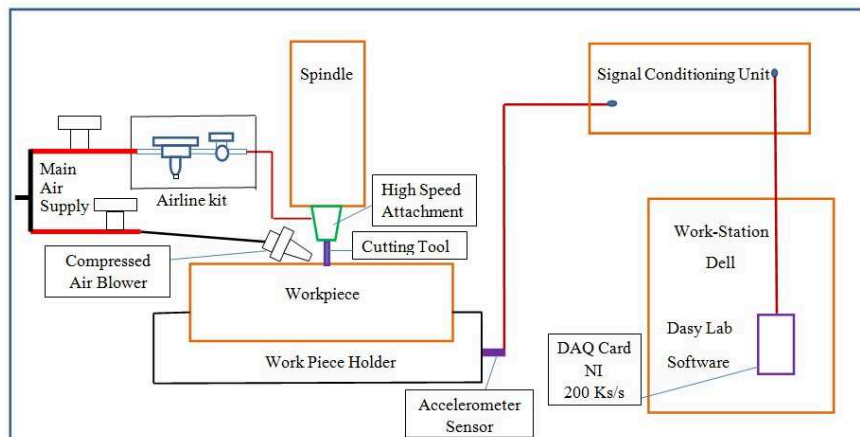 Spindle
Signal Conditioning Unit
Main
Air
Supply
Airline kit
High Speed
Attachment
Cutting Tool
Compressed
Air Blower
Workpiece
Work Piece Holder
Accelerometer
Sensor
Work-Station
Dell
Dasy Lab
Software
DAQ Card
NI
200 Ks/s